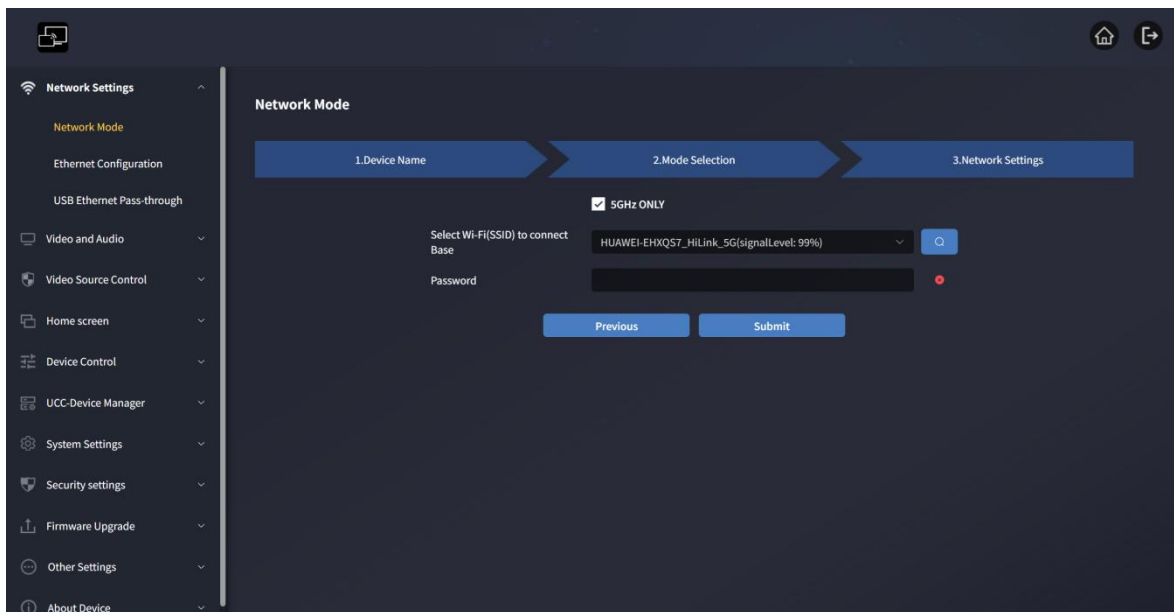 Network Settings
Network Mode
Ethernet Configuration
USB Ethernet Pass-through
Video and Audio
Video Source Control
Home screen
Device Control
UCC-Device Manager
System Settings
Security settings
Firmware Upgrade
Other Settings
About Device
Network Mode
1.Device Name
2.Mode Selection
3.Network Settings
5GHz ONLY
Select Wi-Fi(SSID) to connect
Base
HUAWEI-EHXQS7_HiLink_5G(signalLevel: 99%)
Password
Previous
Submit